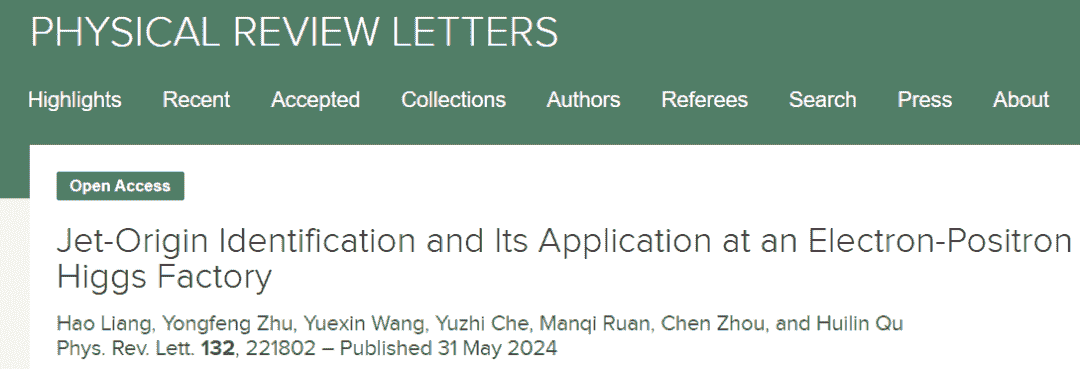 PHYSICAL REVIEW LETTERS
Highlights Recent Accepted Collections Authors Referees Search Press About
Open Access
Jet-Origin Identification and Its Application at an Electron-Positron
Higgs Factory
Hao Liang, Yongfeng Zhu, Yuexin Wang, Yuzhi Che, Manqi Ruan, Chen Zhou, and Huilin Qu
Phys. Rev. Lett. 132, 221802 – Published 31 May 2024